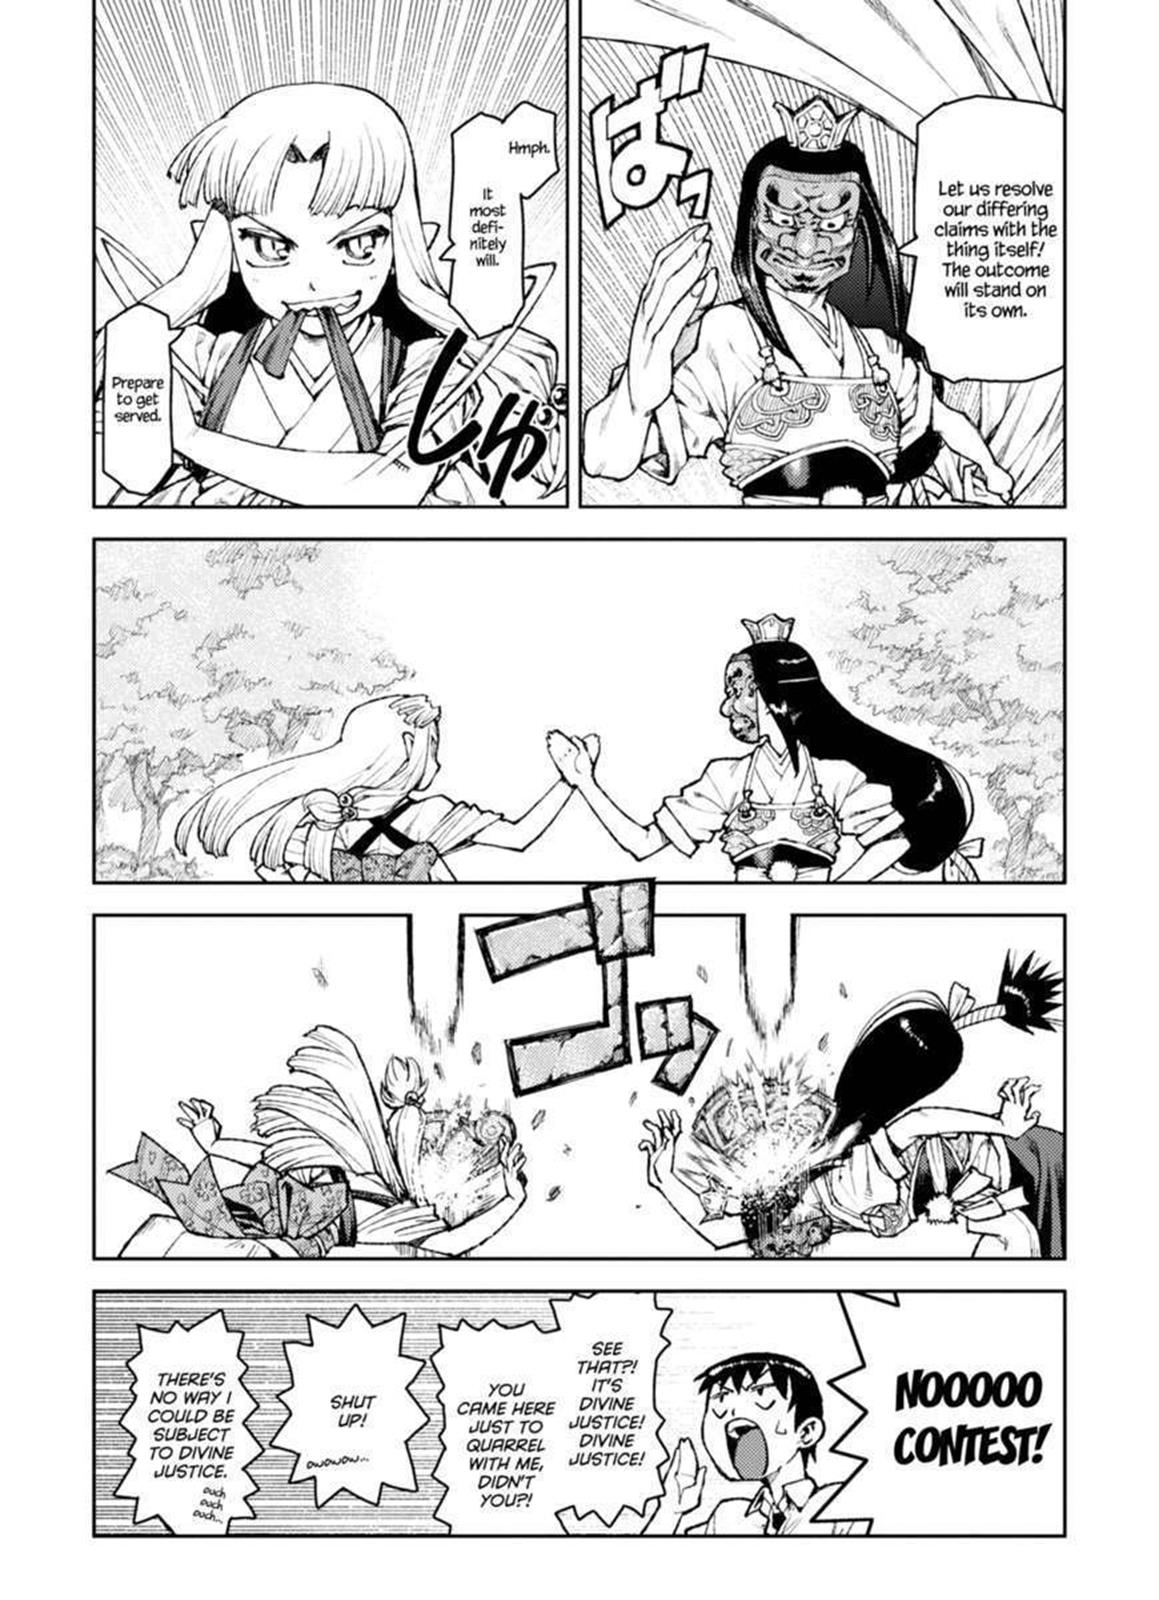 Let us resolve
our differing
claims with the
thing itself!
The outcome
will stand on
its own.
ばっ
Hmph.
It
most
defi-
nitely
will.
Prepare
to get
served.
しゅ
ゴッ
NOOOOO
CONTEST!
SEE
THAT?!
IT'S
DIVINE
JUSTICE!
DIVINE
JUSTICE!
YOU
CAME HERE
JUST TO
QUARREL
WITH ME,
DIDN'T
YOU?!
SHUT
UP!
owowow...
THERE'S
NO WAY I
COULD BE
SUBJECT
TO DIVINE
JUSTICE.
ouch
ouch
ouch...